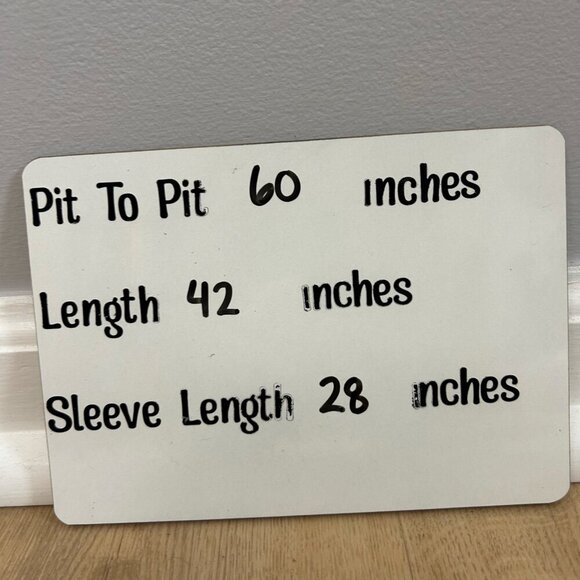 Pit To Pit 60 inches
Length 42 inches
Sleeve Length 28 inches